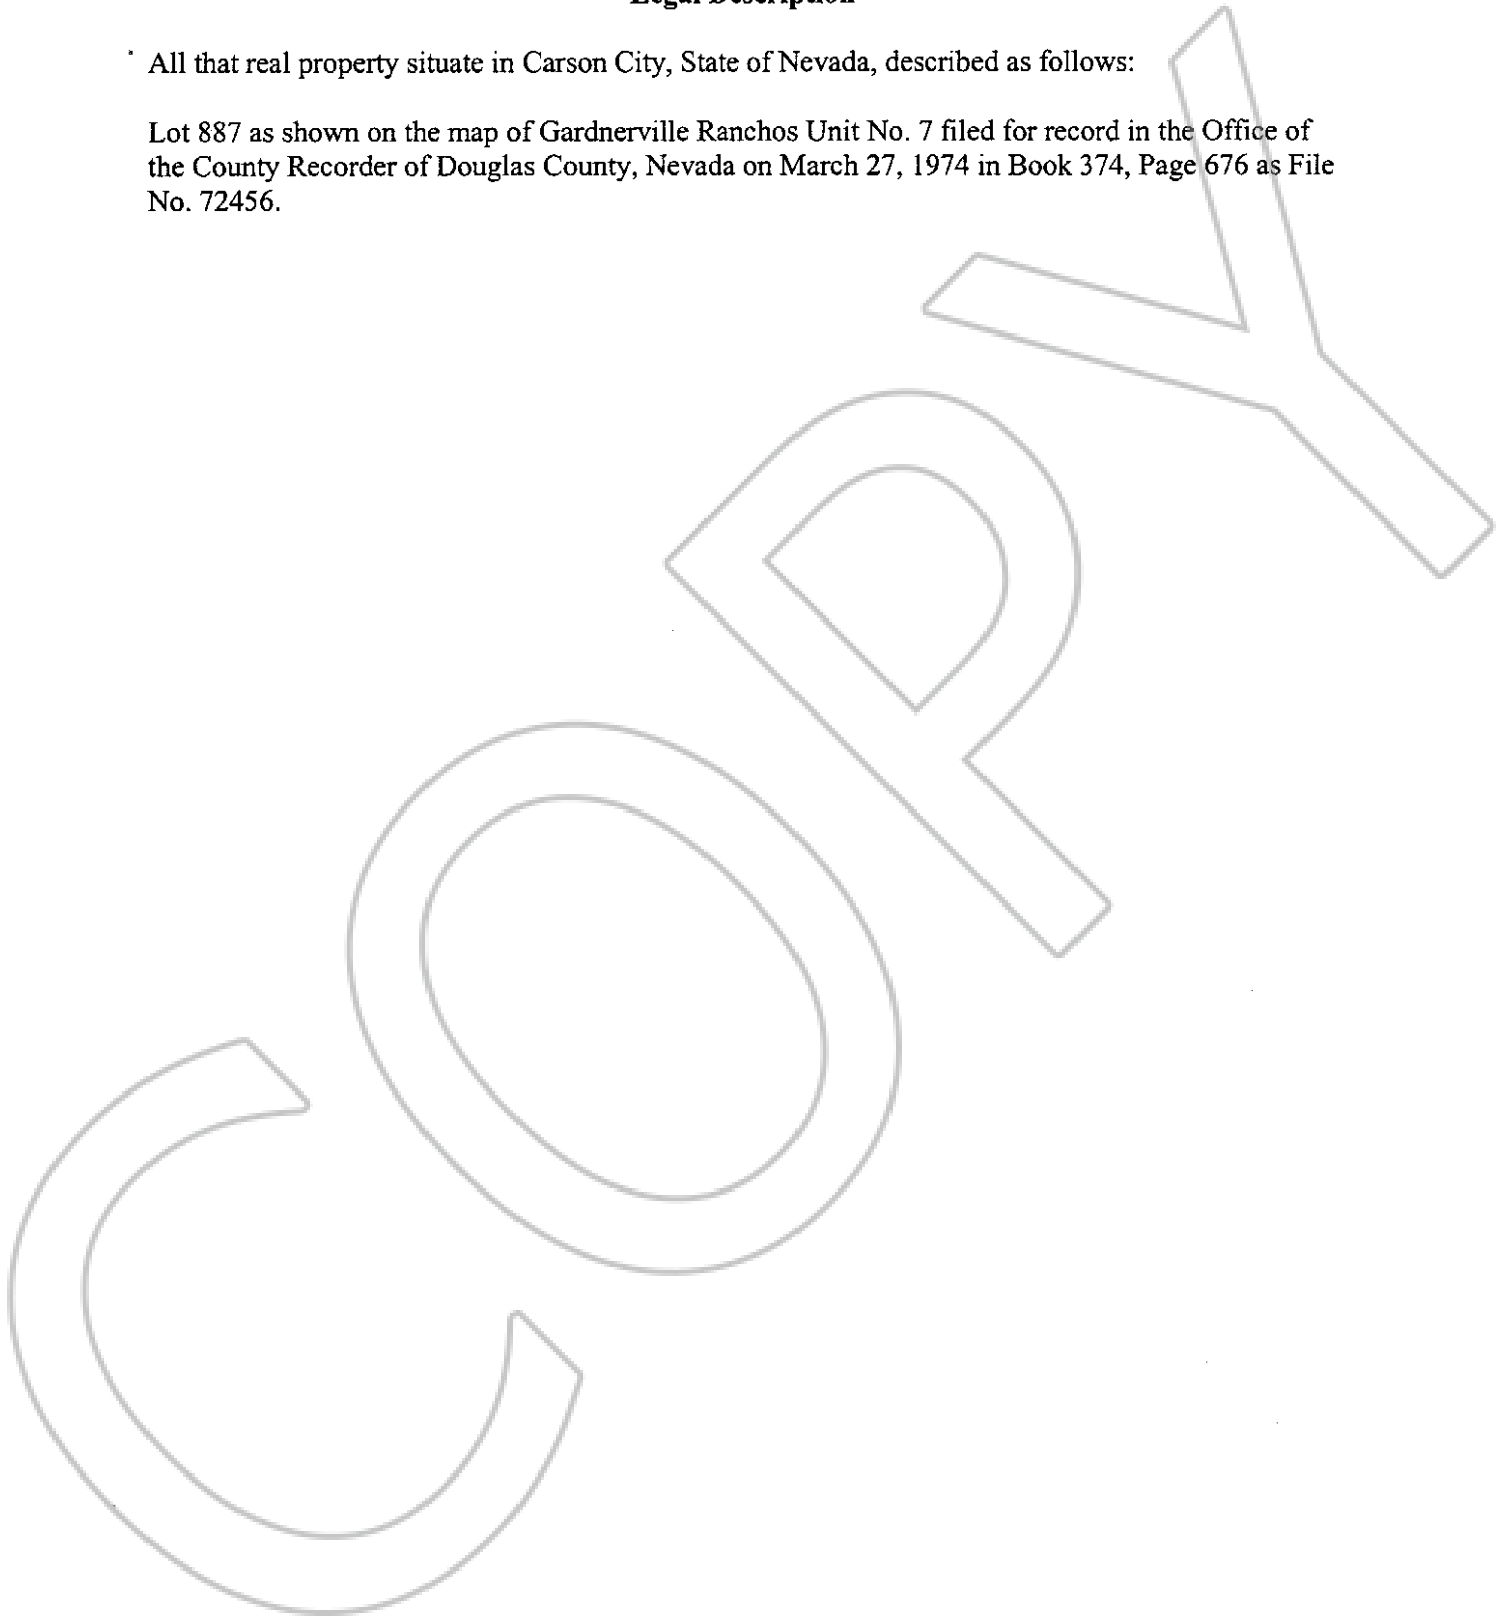 Legal Description
All that real property situate in Carson City, State of Nevada, described as follows:
Lot 887 as shown on the map of Gardnerville Ranchos Unit No. 7 filed for record in the Office of
the County Recorder of Douglas County, Nevada on March 27, 1974 in Book 374, Page 676 as File
No. 72456.
COPY